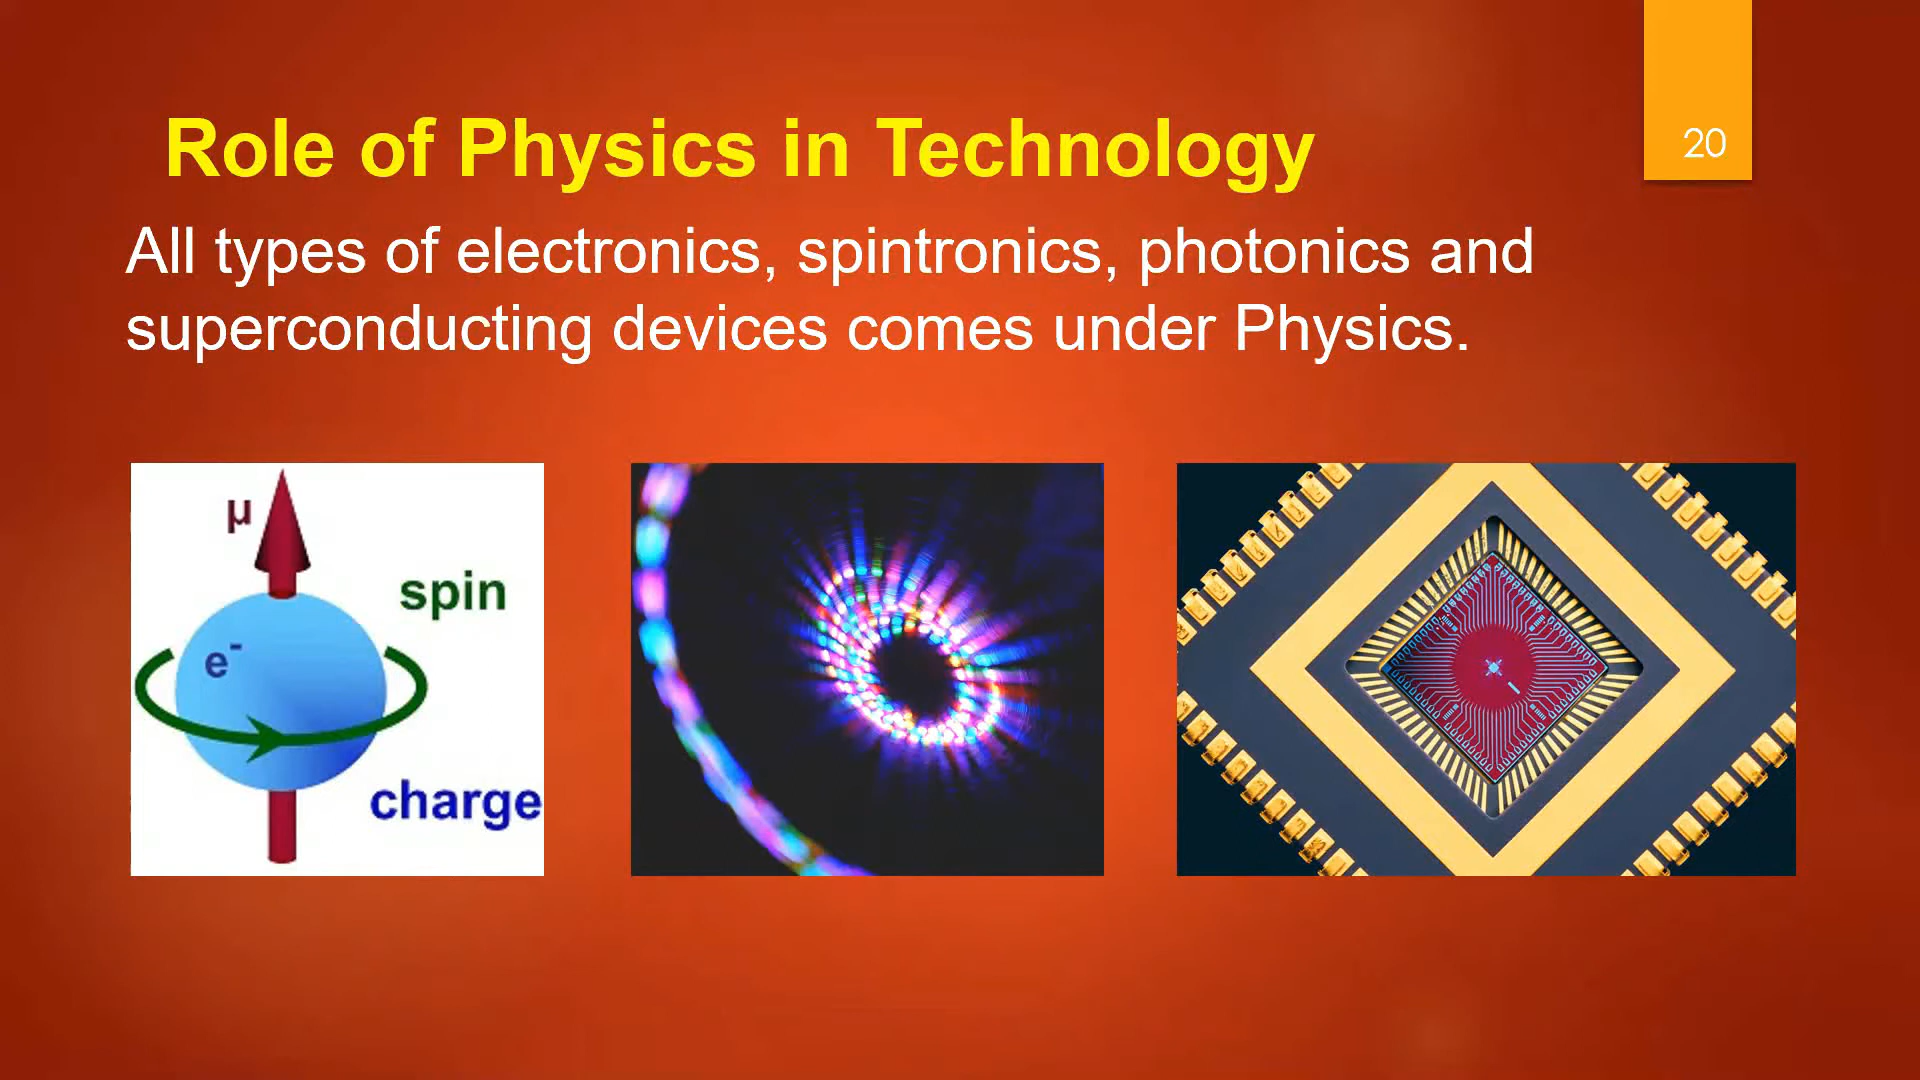 20
Role of Physics in Technology
All types of electronics, spintronics, photonics and
superconducting devices comes under Physics.
μ
spin
e-
charge